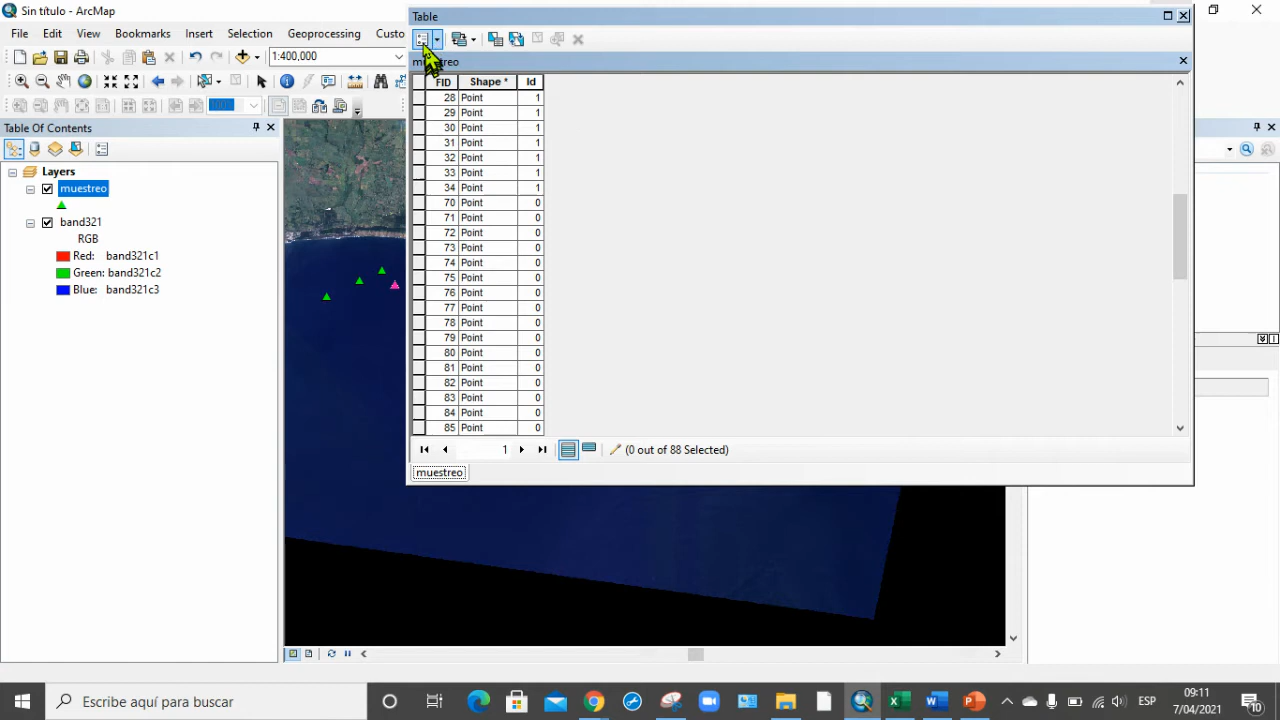 Sin título - ArcMap
File Edit View Bookmarks Insert Selection Geoprocessing Custo
1:400,000
Table Of Contents
Layers
muestreo
band321
RGB
Red: band321c1
Green: band321c2
Blue: band321c3
Table
FID Shape * Id
28 Point 1
29 Point 1
30 Point 1
31 Point 1
32 Point 1
33 Point 1
34 Point 1
70 Point 0
71 Point 0
72 Point 0
73 Point 0
74 Point 0
75 Point 0
76 Point 0
77 Point 0
78 Point 0
79 Point 0
80 Point 0
81 Point 0
82 Point 0
83 Point 0
84 Point 0
85 Point 0
1 (0 out of 88 Selected)
muestreo
Escribe aquí para buscar
ESP
09:11
7/04/2021
10